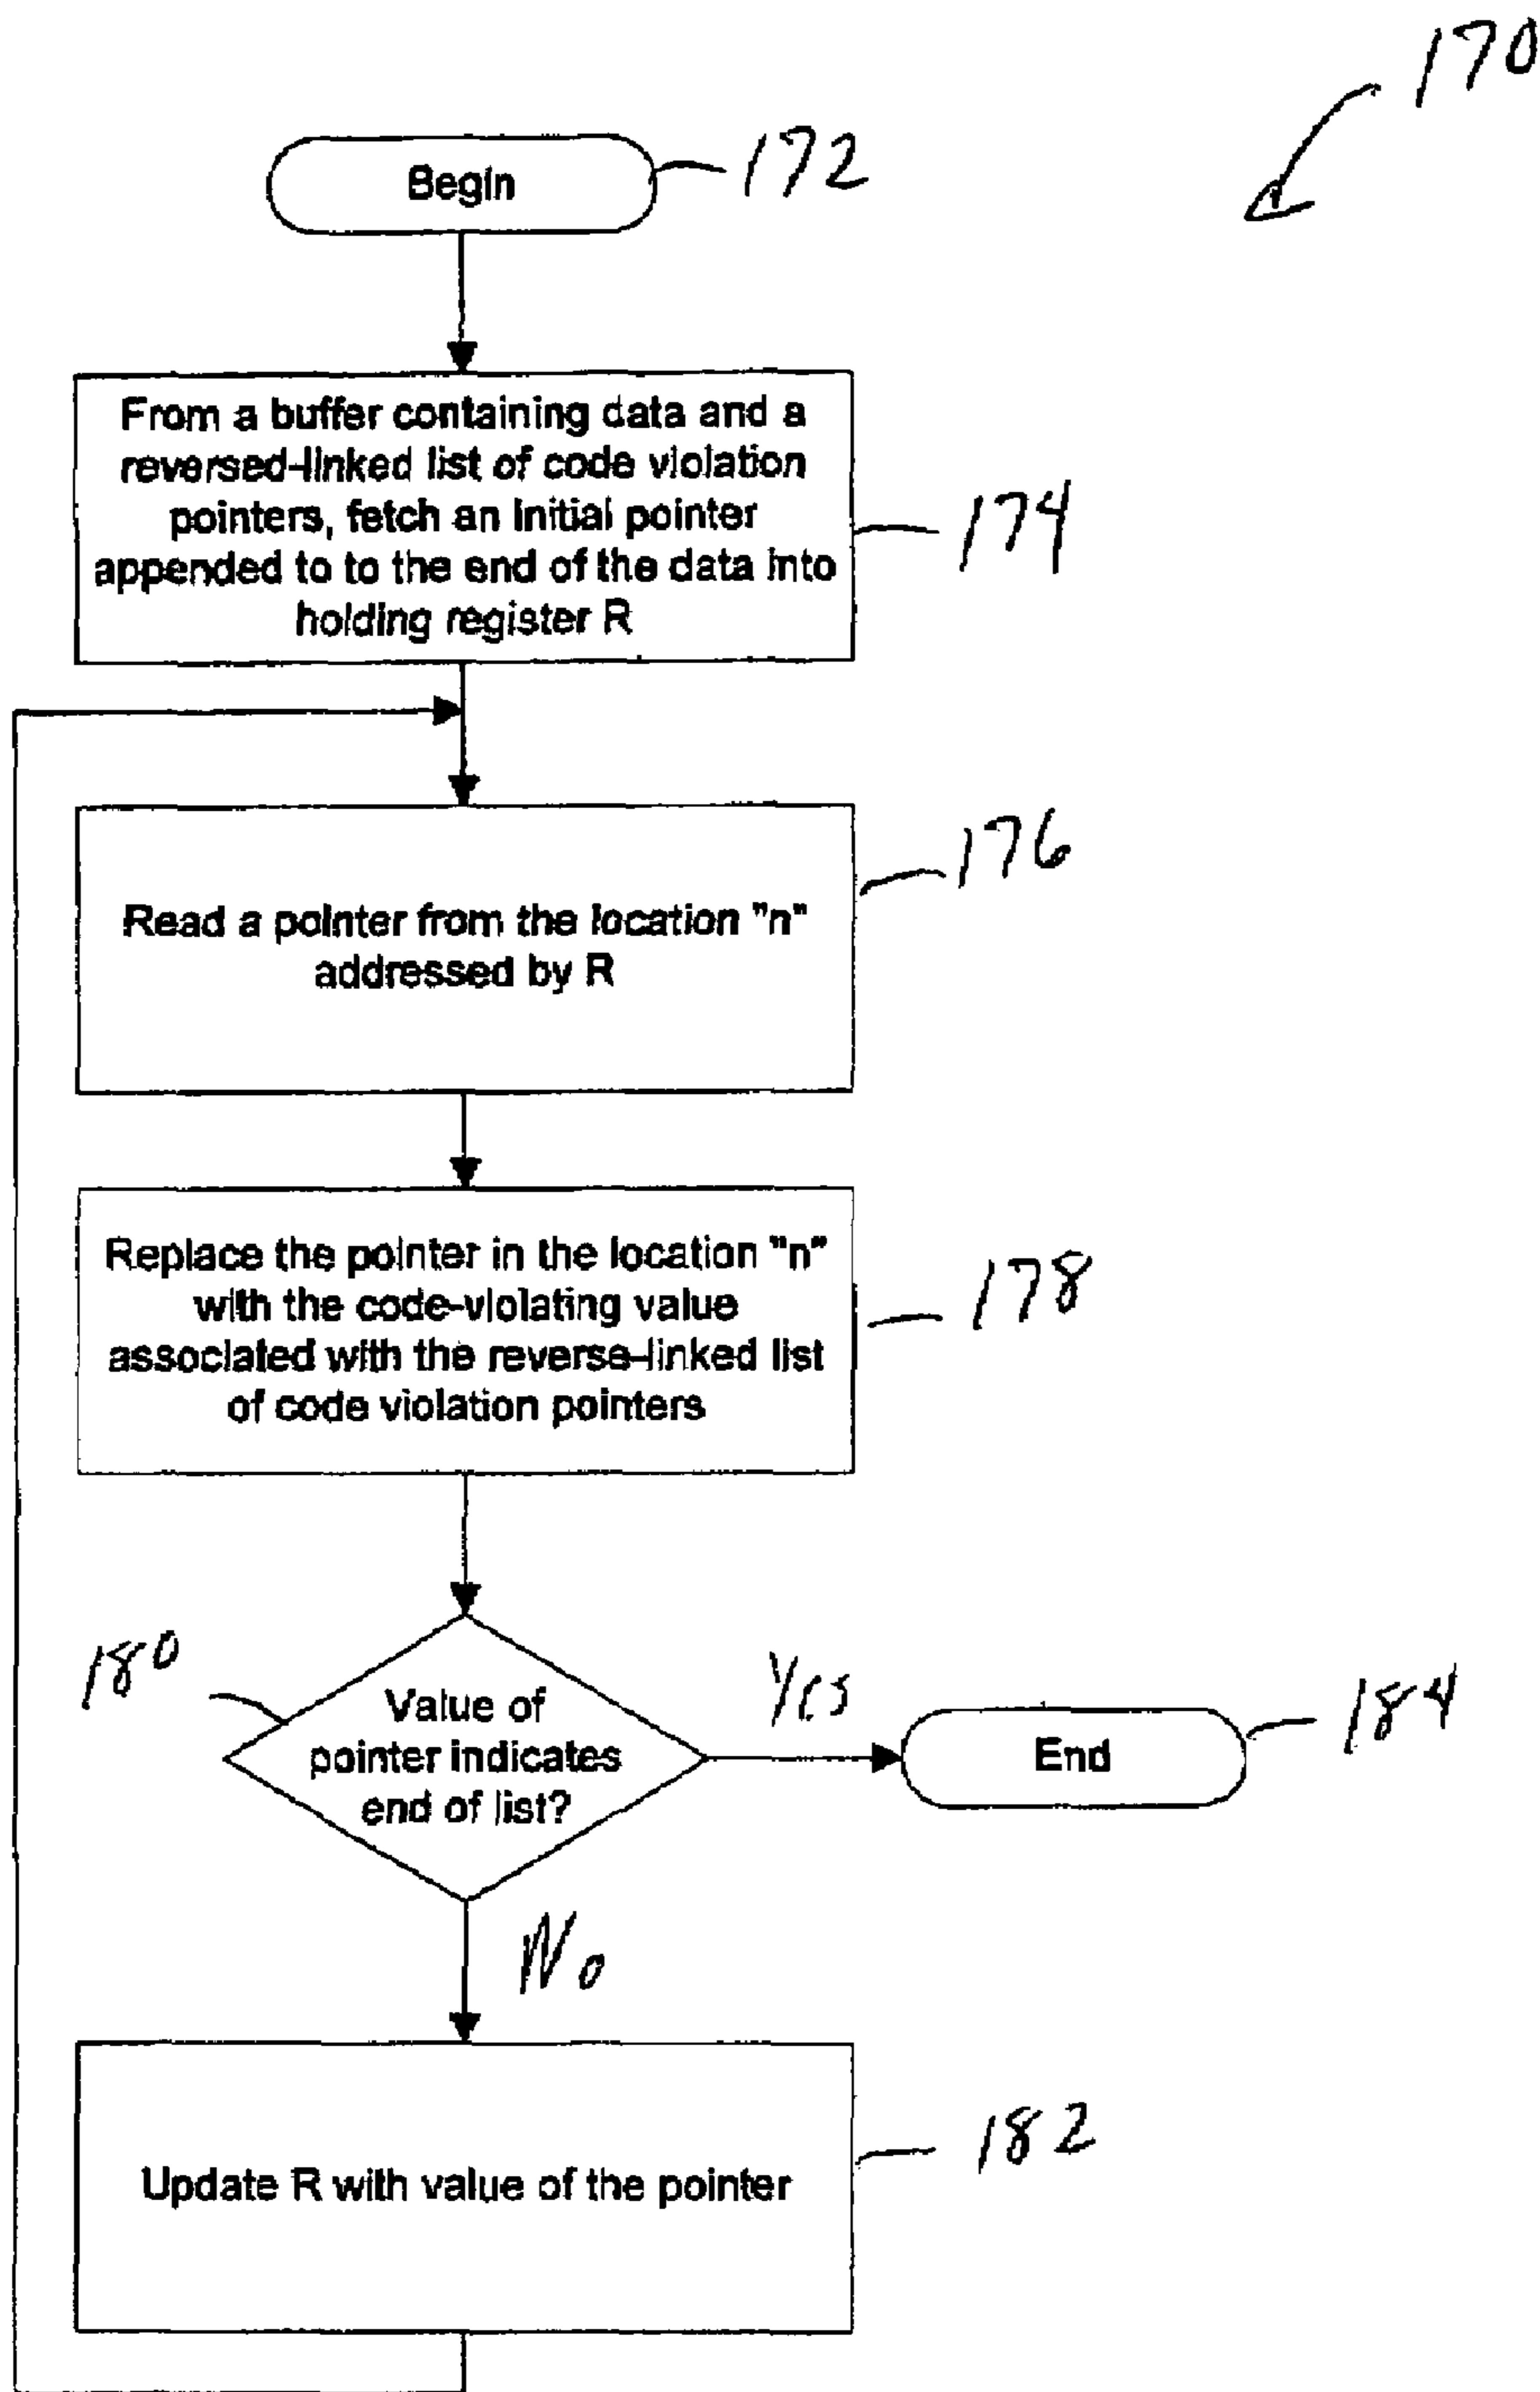 170
Begin
172
From a buffer containing data and a
reversed-linked list of code violation
pointers, fetch an initial pointer
appended to to the end of the data into
holding register R
174
Read a pointer from the location "n"
addressed by R
176
Replace the pointer in the location "n"
with the code-violating value
associated with the reverse-linked list
of code violation pointers
178
180
Value of
pointer indicates
end of list?
Yes
End
184
No
Update R with value of the pointer
182